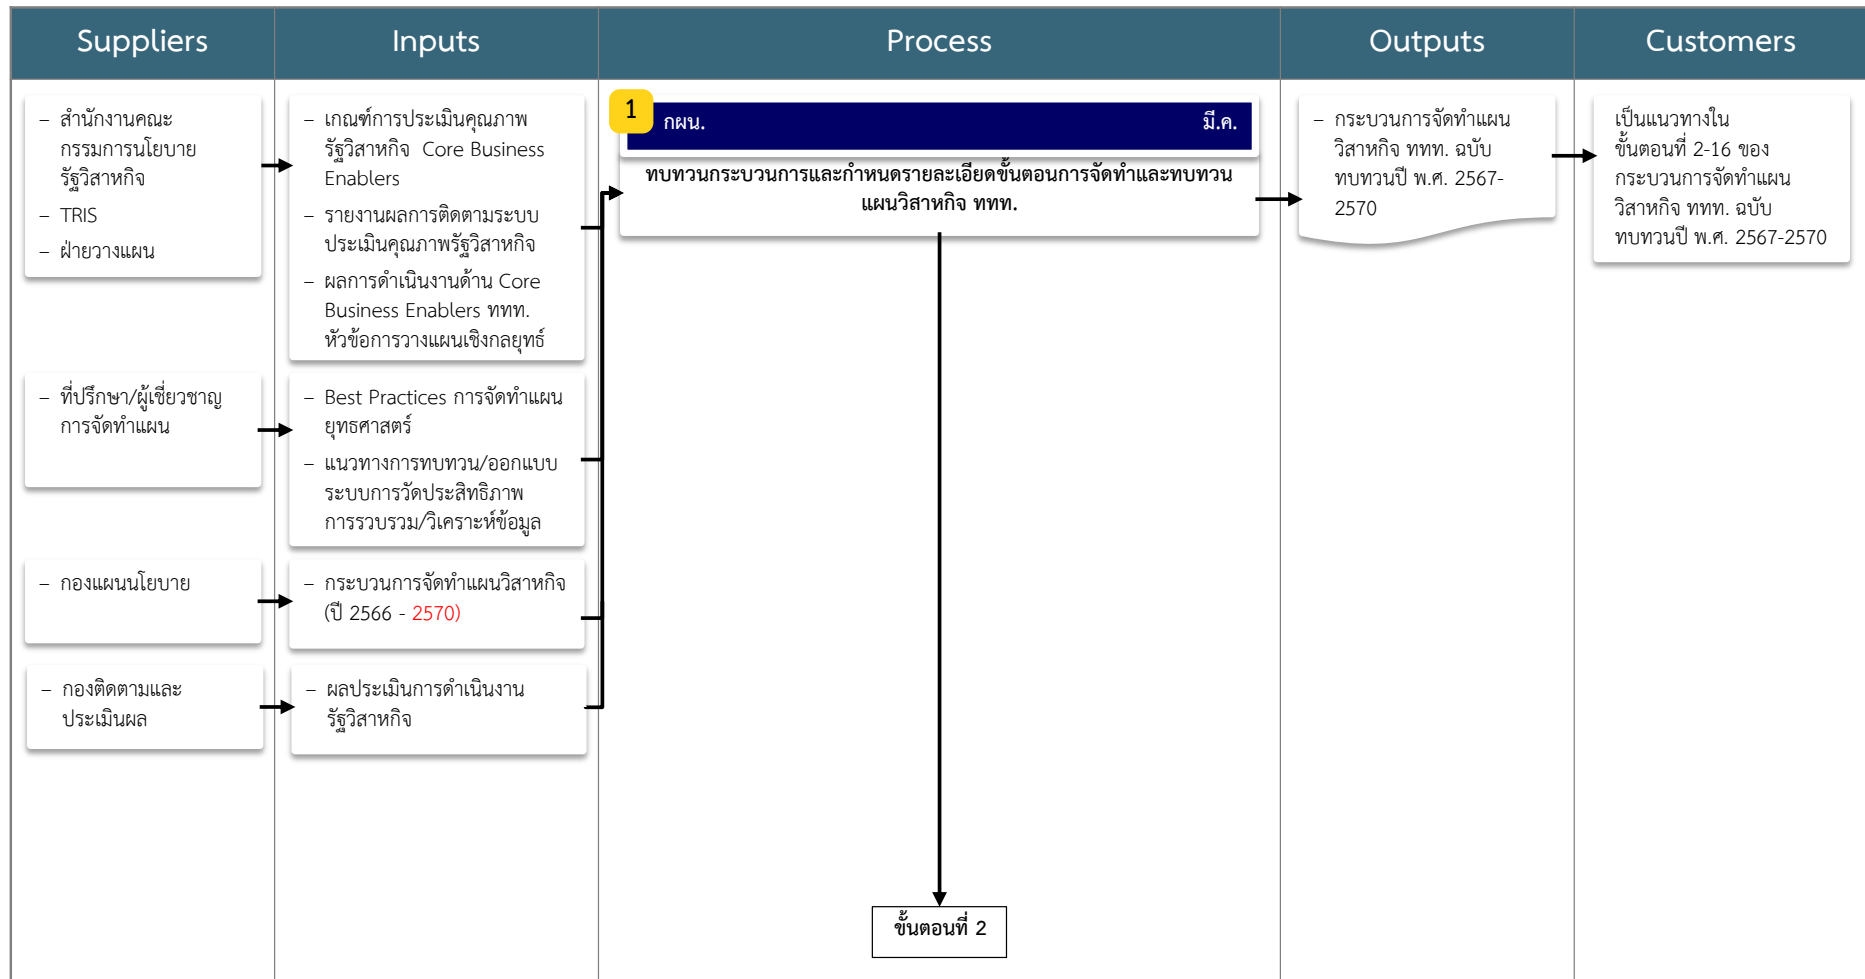 Suppliers
Inputs
Process
Outputs
Customers
– สำนักงานคณะ
กรรมการนโยบาย
รัฐวิสาหกิจ
– TRIS
– ฝ่ายวางแผน
– เกณฑ์การประเมินคุณภาพ
รัฐวิสาหกิจ Core Business
Enablers
– รายงานผลการติดตามระบบ
ประเมินคุณภาพรัฐวิสาหกิจ
– ผลการดำเนินงานด้าน Core
Business Enablers ททท.
หัวข้อการวางแผนเชิงกลยุทธ์
1
กผน.
มี.ค.
ทบทวนกระบวนการและกำหนดรายละเอียดขั้นตอนการจัดทำและทบทวน
แผนวิสาหกิจ ททท.
– กระบวนการจัดทำแผน
วิสาหกิจ ททท. ฉบับ
ทบทวนปี พ.ศ. 2567-
2570
เป็นแนวทางใน
ขั้นตอนที่ 2-16 ของ
กระบวนการจัดทำแผน
วิสาหกิจ ททท. ฉบับ
ทบทวนปี พ.ศ. 2567-2570
– ที่ปรึกษา/ผู้เชี่ยวชาญ
การจัดทำแผน
– Best Practices การจัดทำแผน
ยุทธศาสตร์
– แนวทางการทบทวน/ออกแบบ
ระบบการวัดประสิทธิภาพ
การรวบรวม/วิเคราะห์ข้อมูล
– กองแผนนโยบาย
– กระบวนการจัดทำแผนวิสาหกิจ
(ปี 2566 - 2570)
– กองติดตามและ
ประเมินผล
– ผลประเมินการดำเนินงาน
รัฐวิสาหกิจ
ขั้นตอนที่ 2